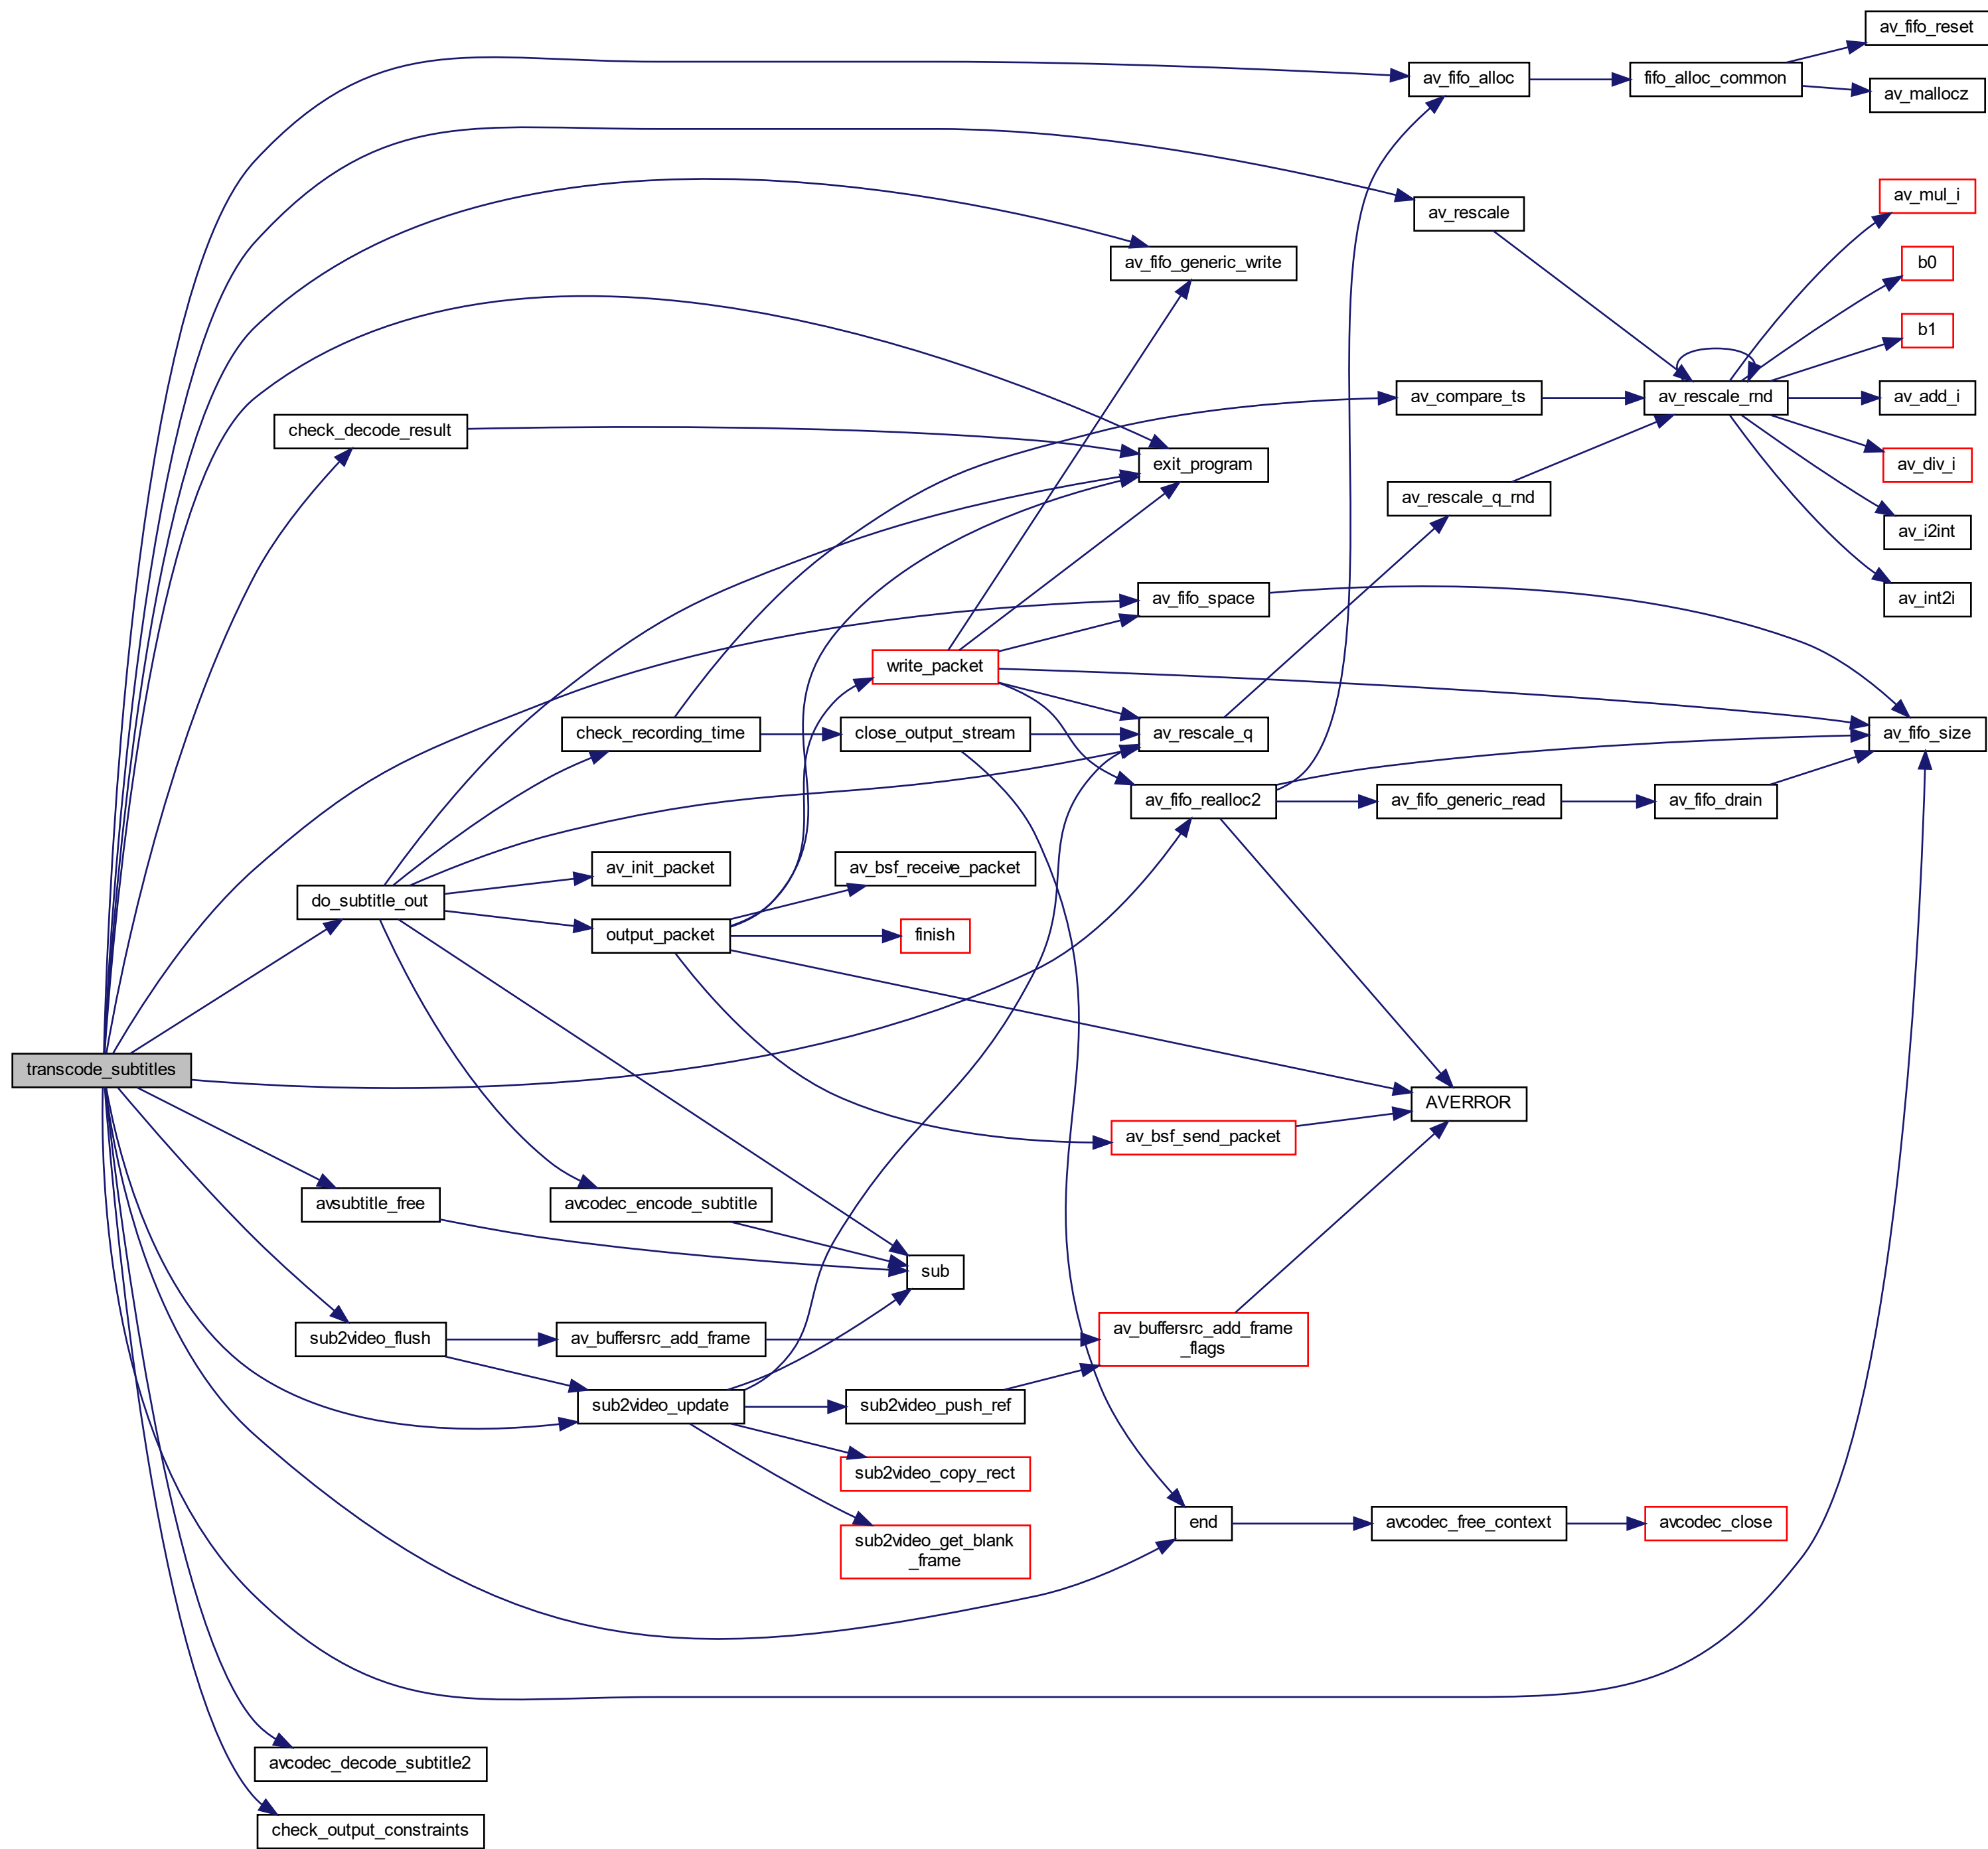 av_fifo_reset
av_fifo_alloc
fifo_alloc_common
av_mallocz
av_mul_i
av_rescale
av_fifo_generic_write
b0
b1
av_compare_ts
av_rescale_rnd
av_add_i
check_decode_result
exit_program
av_div_i
av_rescale_q_rnd
av_i2int
av_fifo_space
av_int2i
write_packet
check_recording_time
close_output_stream
av_rescale_q
av_fifo_size
av_fifo_realloc2
av_fifo_generic_read
av_fifo_drain
av_init_packet
av_bsf_receive_packet
do_subtitle_out
output_packet
finish
transcode_subtitles
AVERROR
av_bsf_send_packet
avsubtitle_free
avcodec_encode_subtitle
sub
sub2video_flush
av_buffersrc_add_frame
av_buffersrc_add_frame
_flags
sub2video_update
sub2video_push_ref
sub2video_copy_rect
end
avcodec_free_context
avcodec_close
sub2video_get_blank
_frame
avcodec_decode_subtitle2
check_output_constraints